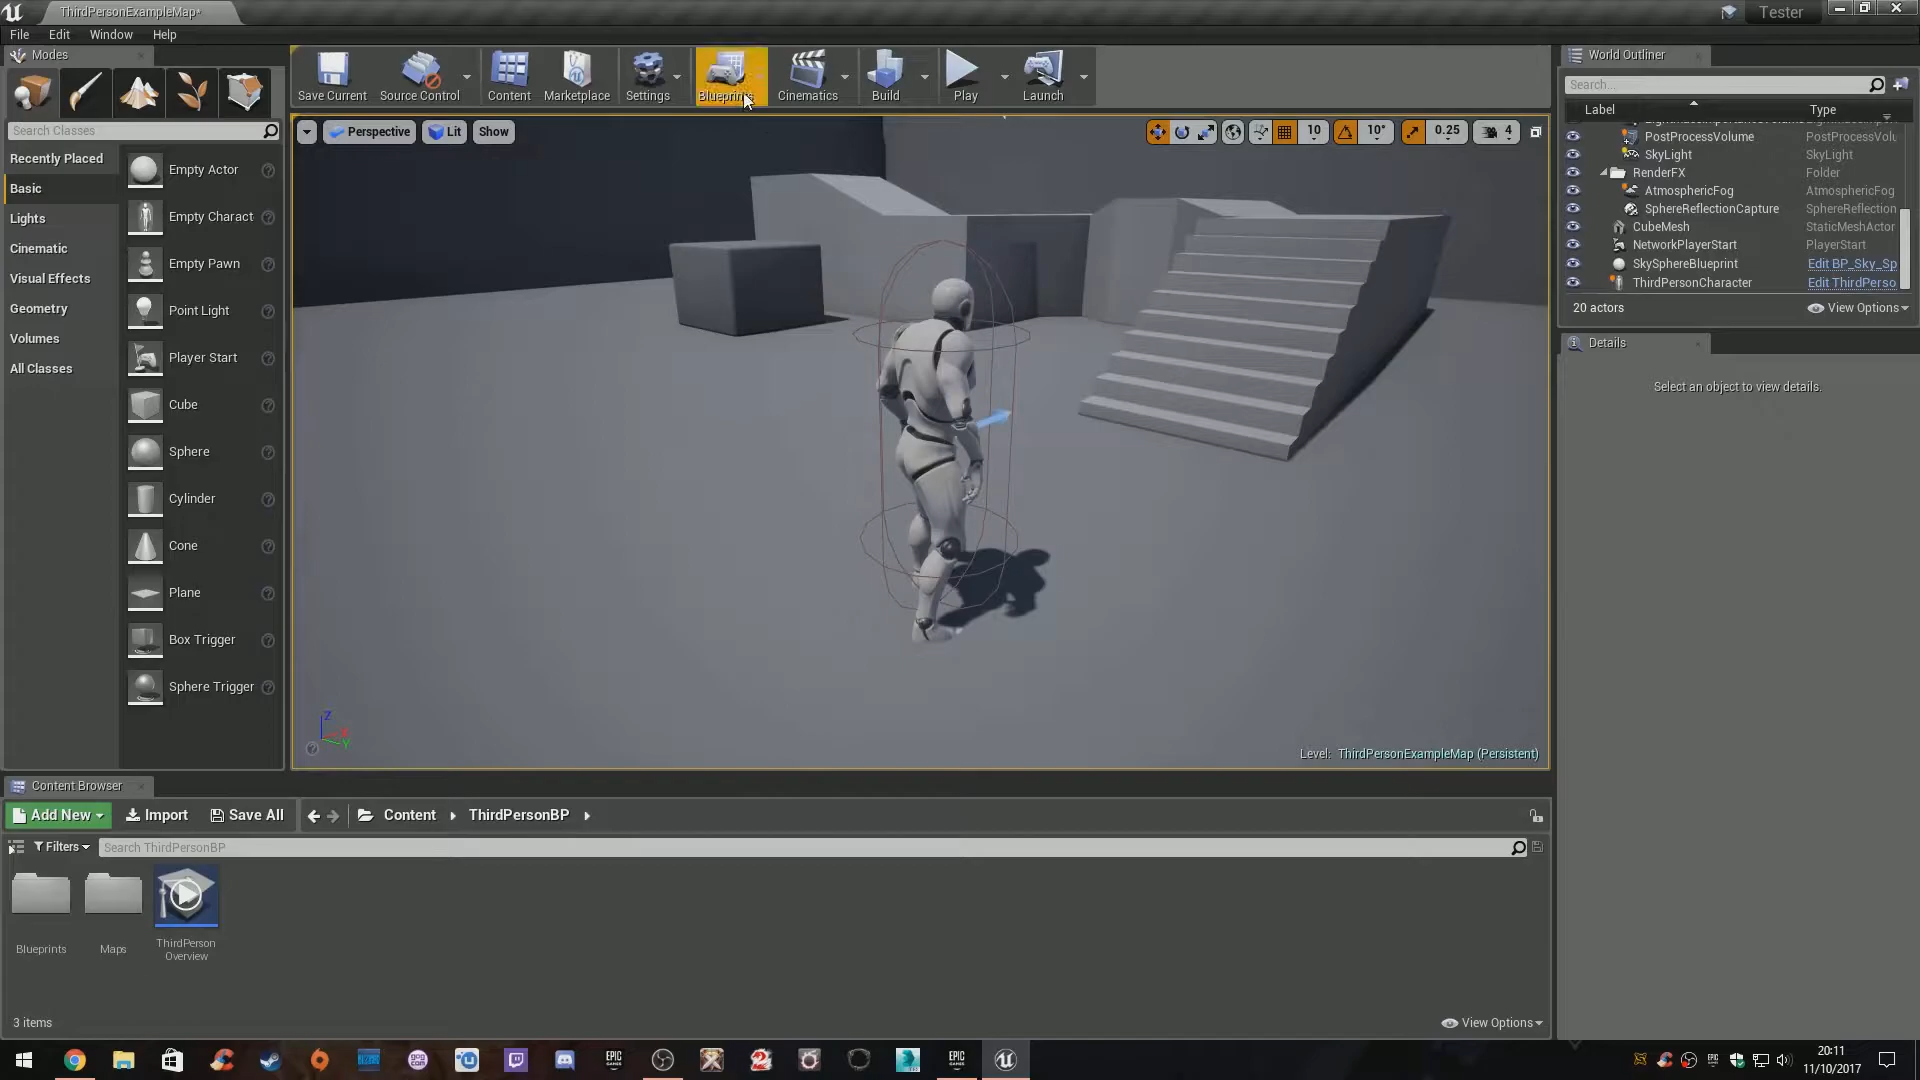 ThirdPersonExampleMap*
Tester
File Edit Window Help
Modes
Save Current
Source Control
Content
Marketplace
Settings
Blueprints
Cinematics
Build
Play
Launch
Search Classes
Recently Placed
Basic
Lights
Cinematic
Visual Effects
Geometry
Volumes
All Classes
Empty Actor
Empty Charact
Empty Pawn
Point Light
Player Start
Cube
Sphere
Cylinder
Cone
Plane
Box Trigger
Sphere Trigger
Perspective Lit Show
10 10° 0.25 4
Z
X
Y
Level: ThirdPersonExampleMap (Persistent)
World Outliner
Search...
Label Type
PostProcessVolume PostProcessVolu
SkyLight SkyLight
RenderFX Folder
AtmosphericFog AtmosphericFog
SphereReflectionCapture SphereReflection
CubeMesh StaticMeshActor
NetworkPlayerStart PlayerStart
SkySphereBlueprint Edit BP_Sky_Sp
ThirdPersonCharacter Edit ThirdPerso
20 actors View Options
Details
Select an object to view details.
Content Browser
Add New Import Save All Content ThirdPersonBP
Filters Search ThirdPersonBP
Blueprints
Maps
ThirdPerson
Overview
3 items View Options
20:11
11/10/2017